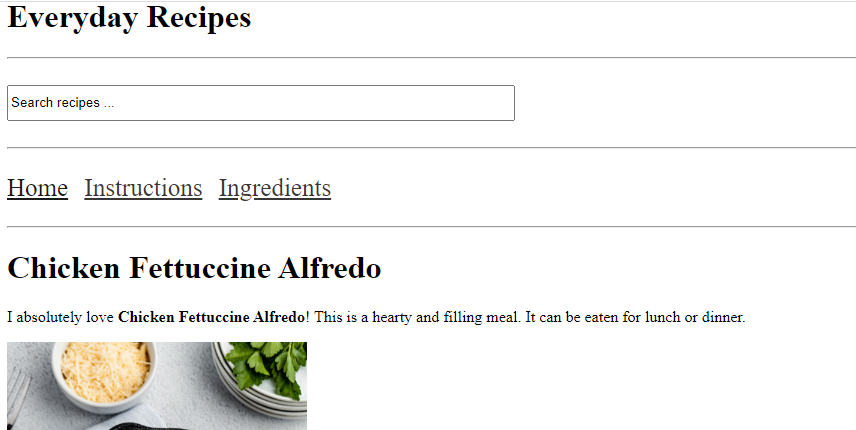 Everyday Recipes
Search recipes ...
Home Instructions Ingredients
Chicken Fettuccine Alfredo
I absolutely love Chicken Fettuccine Alfredo! This is a hearty and filling meal. It can be eaten for lunch or dinner.